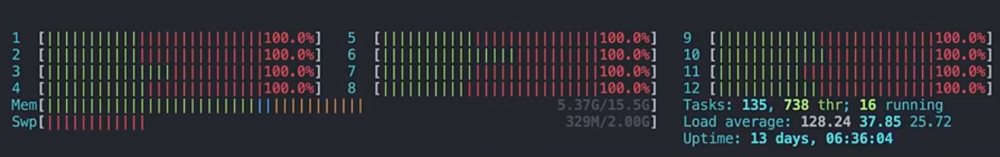 1 [100.0%] 5 [100.0%] 9 [100.0%]
2 [100.0%] 6 [100.0%] 10 [100.0%]
3 [100.0%] 7 [100.0%] 11 [100.0%]
4 [100.0%] 8 [100.0%] 12 [100.0%]
Mem[5.37G/15.5G] Tasks: 135, 738 thr; 16 running
Swp[329M/2.00G] Load average: 128.24 37.85 25.72
Uptime: 13 days, 06:36:04